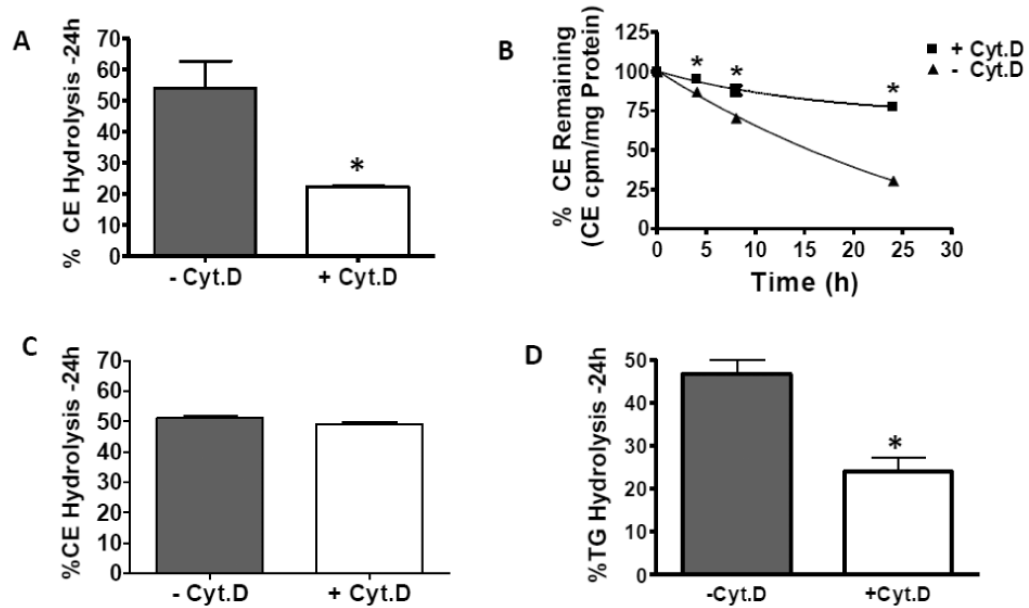 A
% CE Hydrolysis -24h
70
60
50
40
30
20
10
0
*
- Cyt.D
+ Cyt.D
B
% CE Remaining
(CE cpm/mg Protein)
125
100
75
50
25
0
* * *
+ Cyt.D
- Cyt.D
0 5 10 15 20 25 30
Time (h)
C
%CE Hydrolysis -24h
70
60
50
40
30
20
10
0
- Cyt.D
+ Cyt.D
D
%TG Hydrolysis -24h
50
40
30
20
10
0
*
-Cyt.D
+Cyt.D